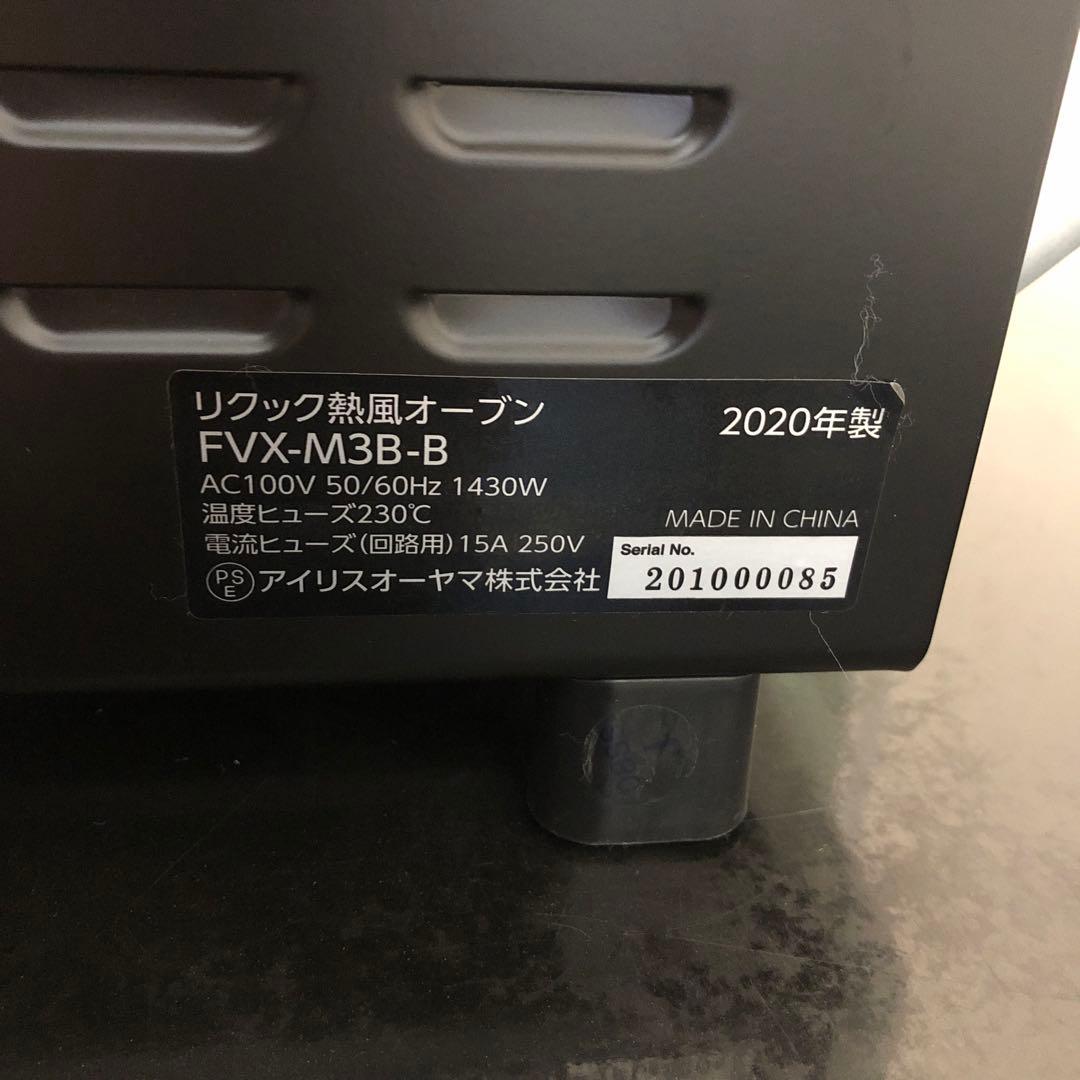 リクック熱風オーブン
2020年製
FVX-M3B-B
AC100V 50/60Hz 1430W
温度ヒューズ230℃
MADE IN CHINA
電流ヒューズ(回路用)15A 250V
Serial No.
201000085
PSE アイリスオーヤマ株式会社